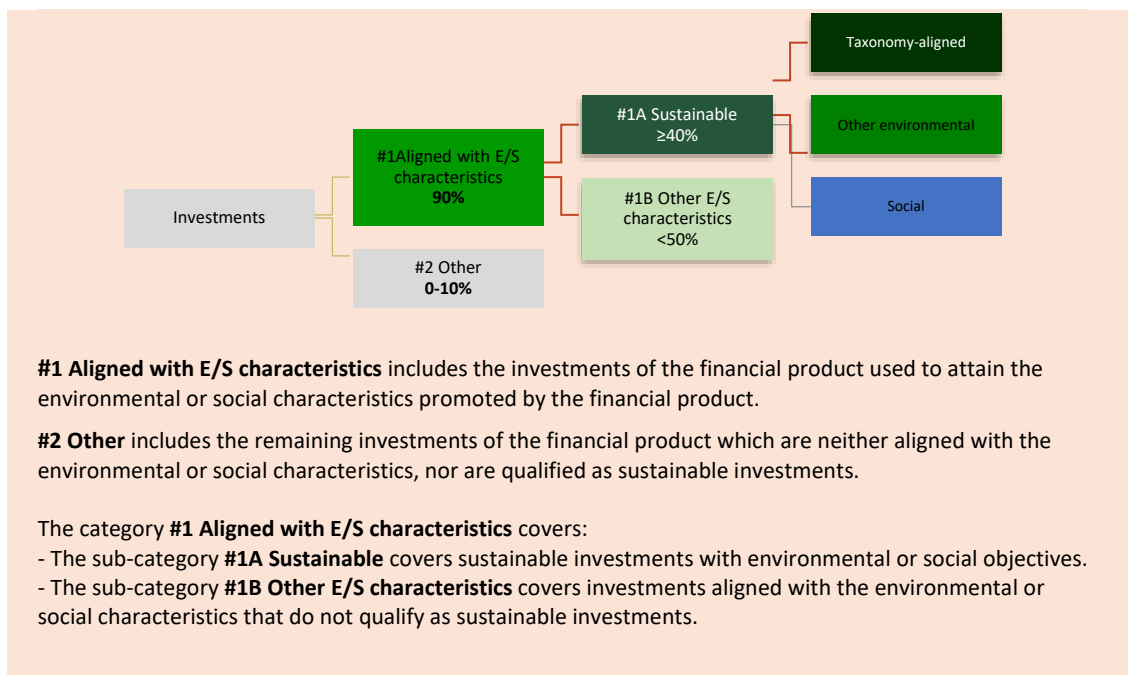 Taxonomy-aligned
#1A Sustainable
≥40%
Other environmental
#1Aligned with E/S
characteristics
90%
#1B Other E/S
characteristics
<50%
Social
Investments
#2 Other
0-10%
#1 Aligned with E/S characteristics includes the investments of the financial product used to attain the
environmental or social characteristics promoted by the financial product.
#2 Other includes the remaining investments of the financial product which are neither aligned with the
environmental or social characteristics, nor are qualified as sustainable investments.
The category #1 Aligned with E/S characteristics covers:
- The sub-category #1A Sustainable covers sustainable investments with environmental or social objectives.
- The sub-category #1B Other E/S characteristics covers investments aligned with the environmental or
social characteristics that do not qualify as sustainable investments.